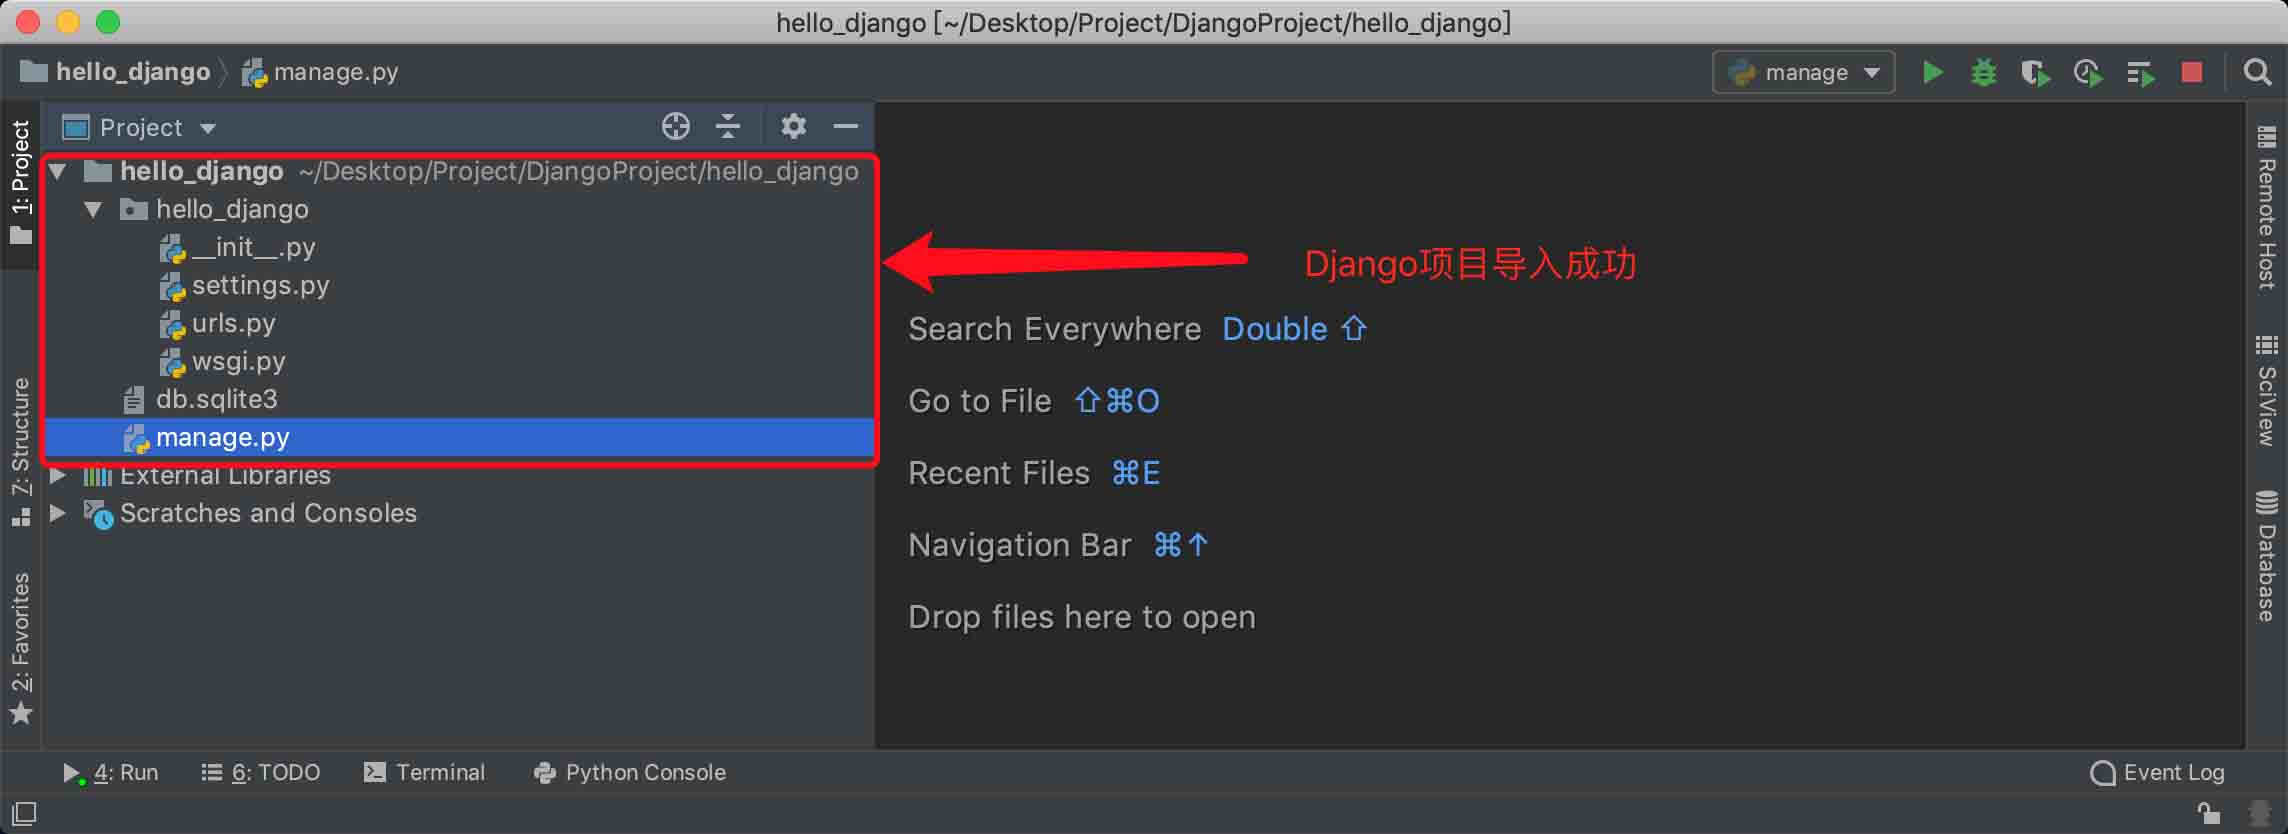 hello_django [~/Desktop/Project/DjangoProject/hello_django]
hello_django manage.py
manage
Project
1: Project
hello_django ~/Desktop/Project/DjangoProject/hello_django
hello_django
__init__.py
settings.py
urls.py
wsgi.py
db.sqlite3
manage.py
External Libraries
Scratches and Consoles
7: Structure
2: Favorites
Django项目导入成功
Search Everywhere Double ⇧
Go to File ⇧⌘O
Recent Files ⌘E
Navigation Bar ⌘↑
Drop files here to open
Remote Host
SciView
Database
4: Run 6: TODO Terminal Python Console Event Log